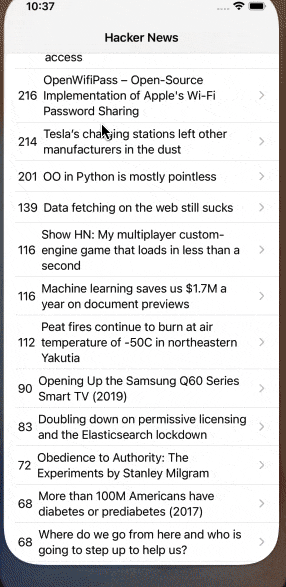 10:37
Hacker News
access
216 OpenWifiPass – Open-Source
Implementation of Apple's Wi-Fi
Password Sharing
214 Tesla's charging stations left other
manufacturers in the dust
201 OO in Python is mostly pointless
139 Data fetching on the web still sucks
116 Show HN: My multiplayer custom-
engine game that loads in less than a
second
116 Machine learning saves us $1.7M a
year on document previews
112 Peat fires continue to burn at air
temperature of -50C in northeastern
Yakutia
90 Opening Up the Samsung Q60 Series
Smart TV (2019)
83 Doubling down on permissive licensing
and the Elasticsearch lockdown
72 Obedience to Authority: The
Experiments by Stanley Milgram
68 More than 100M Americans have
diabetes or prediabetes (2017)
68 Where do we go from here and who is
going to step up to help us?